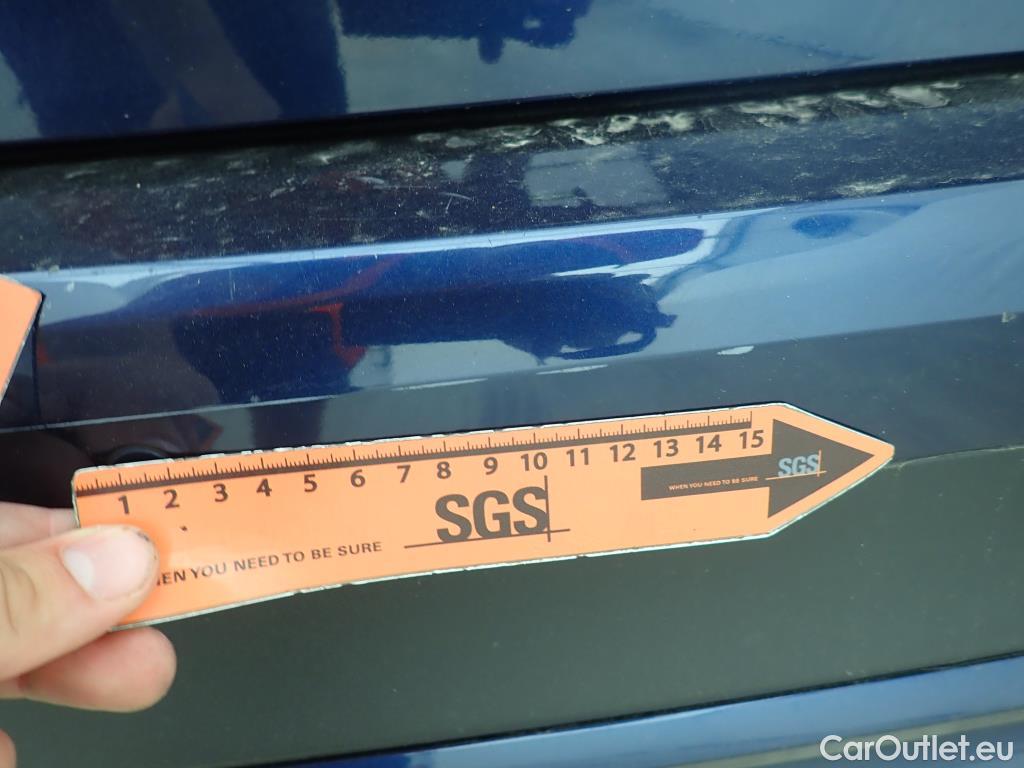 1 2 3 4 5 6 7 8 9 10 11 12 13 14 15
SGS
WHEN YOU NEED TO BE SURE
SGS
EN YOU NEED TO BE SURE
CarOutlet.eu